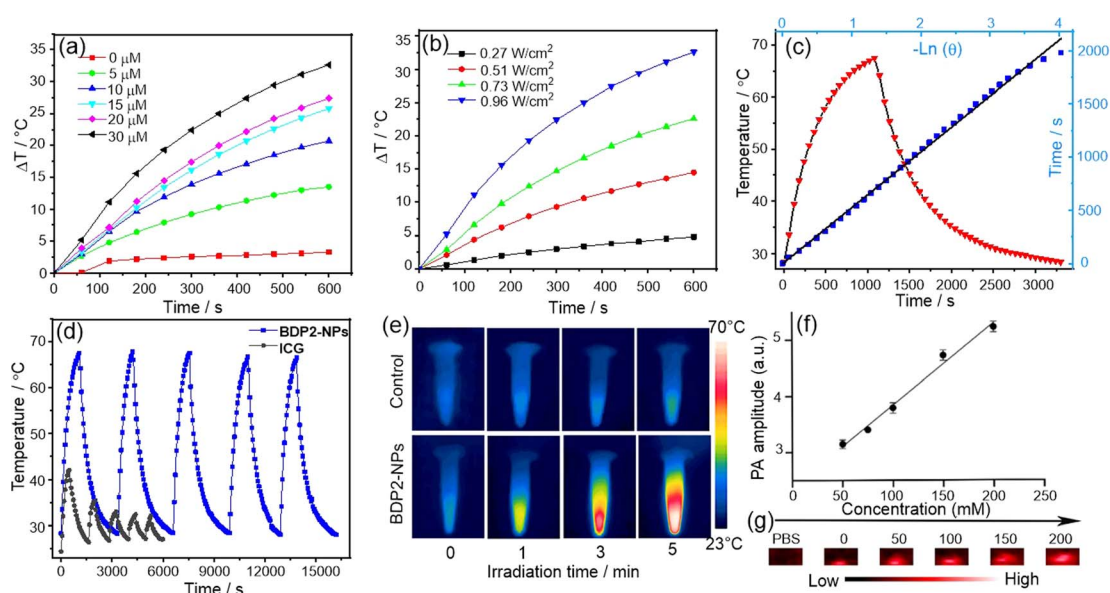 (a)
0 μM
5 μM
10 μM
15 μM
20 μM
30 μM
ΔT / °C
35
30
25
20
15
10
5
0
0 100 200 300 400 500 600 700
Time / s
(b)
0.27 W/cm²
0.51 W/cm²
0.73 W/cm²
0.96 W/cm²
ΔT / °C
35
30
25
20
15
10
5
0
0 100 200 300 400 500 600 700
Time / s
(c)
0 1 2 3 4
-Ln (θ)
Temperature / °C
70
60
50
40
30
2000
1500
1000
500
0
Time / s
0 500 1000 1500 2000 2500 3000
Time / s
(d)
BDP2-NPs
ICG
Temperature / °C
70
60
50
40
30
0 3000 6000 9000 12000 15000
Time / s
(e)
Control
BDP2-NPs
70°C
23°C
0 1 3 5
Irradiation time / min
(f)
PA amplitude (a.u.)
5
4
3
0 50 100 150 200 250
Concentration (mM)
(g)
PBS 0 50 100 150 200
Low High